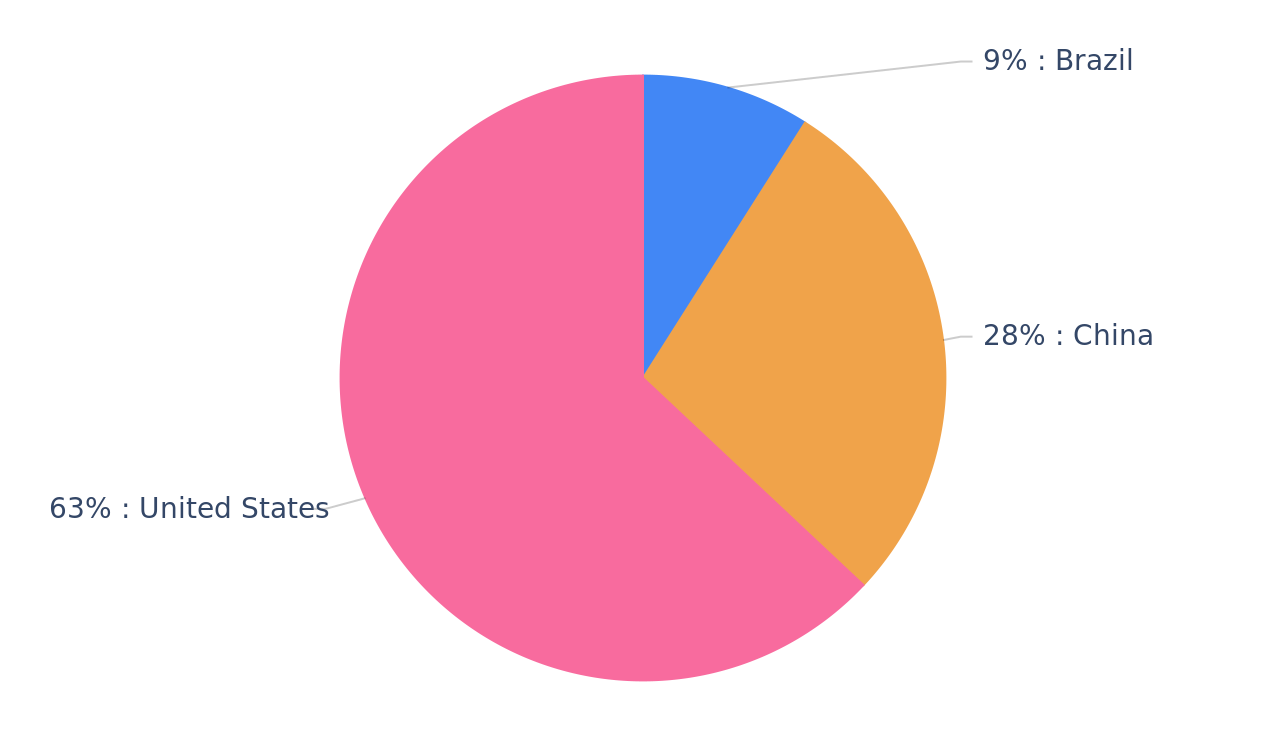 9% : Brazil
28% : China
63% : United States